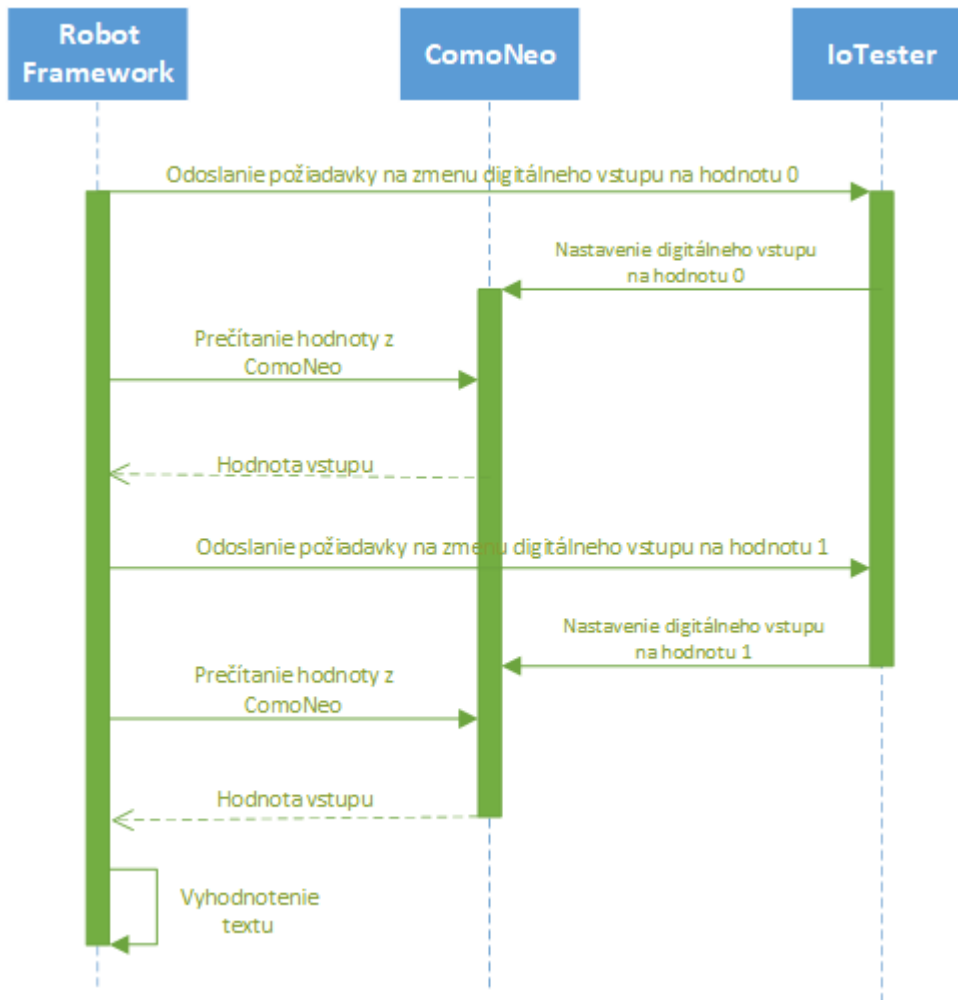 Robot
Framework
ComoNeo
IoTester
Odoslanie požiadavky na zmenu digitálneho vstupu na hodnotu 0
Nastavenie digitálneho vstupu
na hodnotu 0
Prečítanie hodnoty z
ComoNeo
Hodnota vstupu
Odoslanie požiadavky na zmenu digitálneho vstupu na hodnotu 1
Nastavenie digitálneho vstupu
na hodnotu 1
Prečítanie hodnoty z
ComoNeo
Hodnota vstupu
Vyhodnotenie
textu